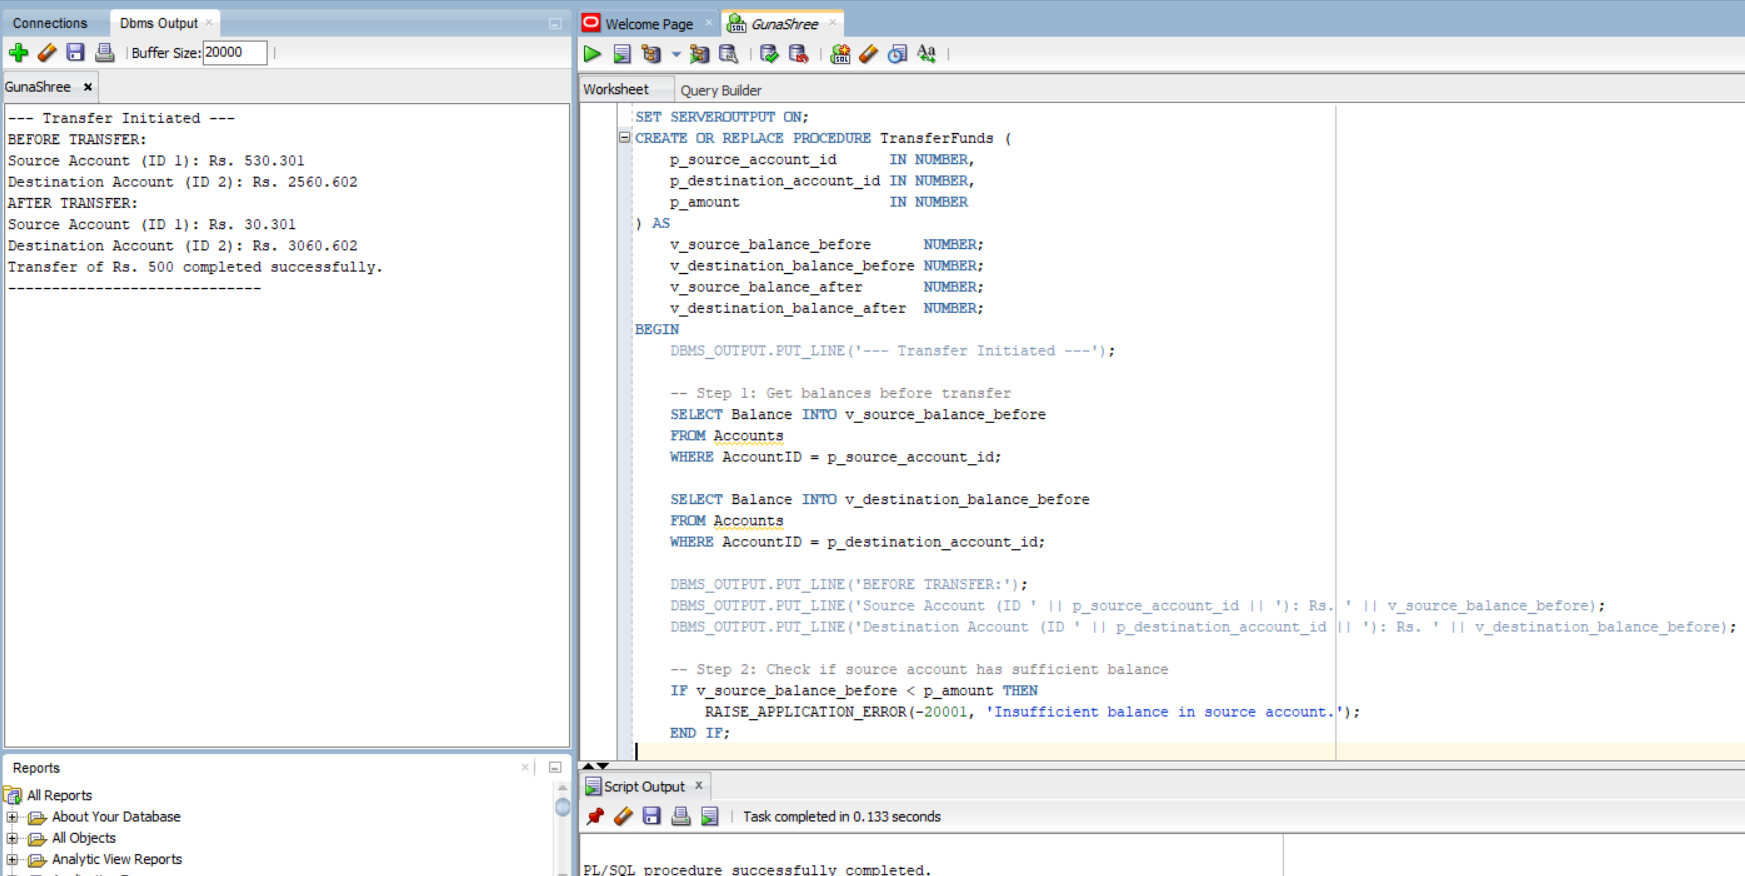 Connections
Dbms Output
Buffer Size: 20000
GunaShree
--- Transfer Initiated ---
BEFORE TRANSFER:
Source Account (ID 1): Rs. 530.301
Destination Account (ID 2): Rs. 2560.602
AFTER TRANSFER:
Source Account (ID 1): Rs. 30.301
Destination Account (ID 2): Rs. 3060.602
Transfer of Rs. 500 completed successfully.
-----------------------------
Reports
All Reports
About Your Database
All Objects
Analytic View Reports
Welcome Page
GunaShree
Worksheet
Query Builder
SET SERVEROUTPUT ON;
CREATE OR REPLACE PROCEDURE TransferFunds (
    p_source_account_id      IN NUMBER,
    p_destination_account_id IN NUMBER,
    p_amount                 IN NUMBER
) AS
    v_source_balance_before      NUMBER;
    v_destination_balance_before NUMBER;
    v_source_balance_after       NUMBER;
    v_destination_balance_after  NUMBER;
BEGIN
    DBMS_OUTPUT.PUT_LINE('--- Transfer Initiated ---');
    -- Step 1: Get balances before transfer
    SELECT Balance INTO v_source_balance_before
    FROM Accounts
    WHERE AccountID = p_source_account_id;
    SELECT Balance INTO v_destination_balance_before
    FROM Accounts
    WHERE AccountID = p_destination_account_id;
    DBMS_OUTPUT.PUT_LINE('BEFORE TRANSFER:');
    DBMS_OUTPUT.PUT_LINE('Source Account (ID ' || p_source_account_id || '): Rs. ' || v_source_balance_before);
    DBMS_OUTPUT.PUT_LINE('Destination Account (ID ' || p_destination_account_id || '): Rs. ' || v_destination_balance_before);
    -- Step 2: Check if source account has sufficient balance
    IF v_source_balance_before < p_amount THEN
        RAISE_APPLICATION_ERROR(-20001, 'Insufficient balance in source account.');
    END IF;
Script Output
Task completed in 0.133 seconds
PL/SQL procedure successfully completed.